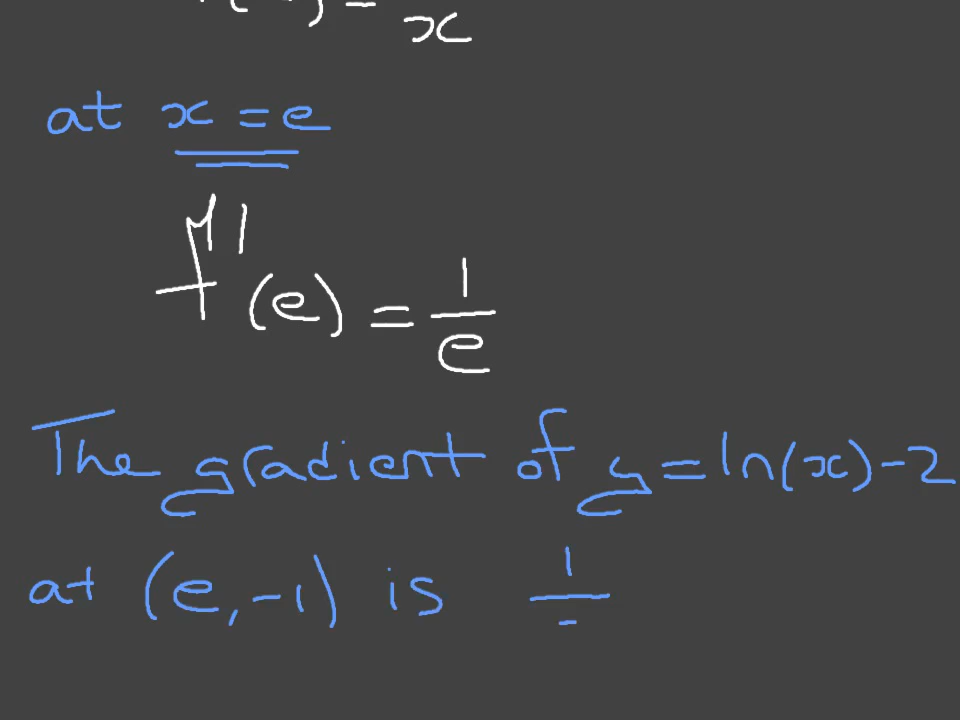 x
at x = e
f'(e) = 1/e
The gradient of y = ln(x) - 2
at (e, -1) is 1/